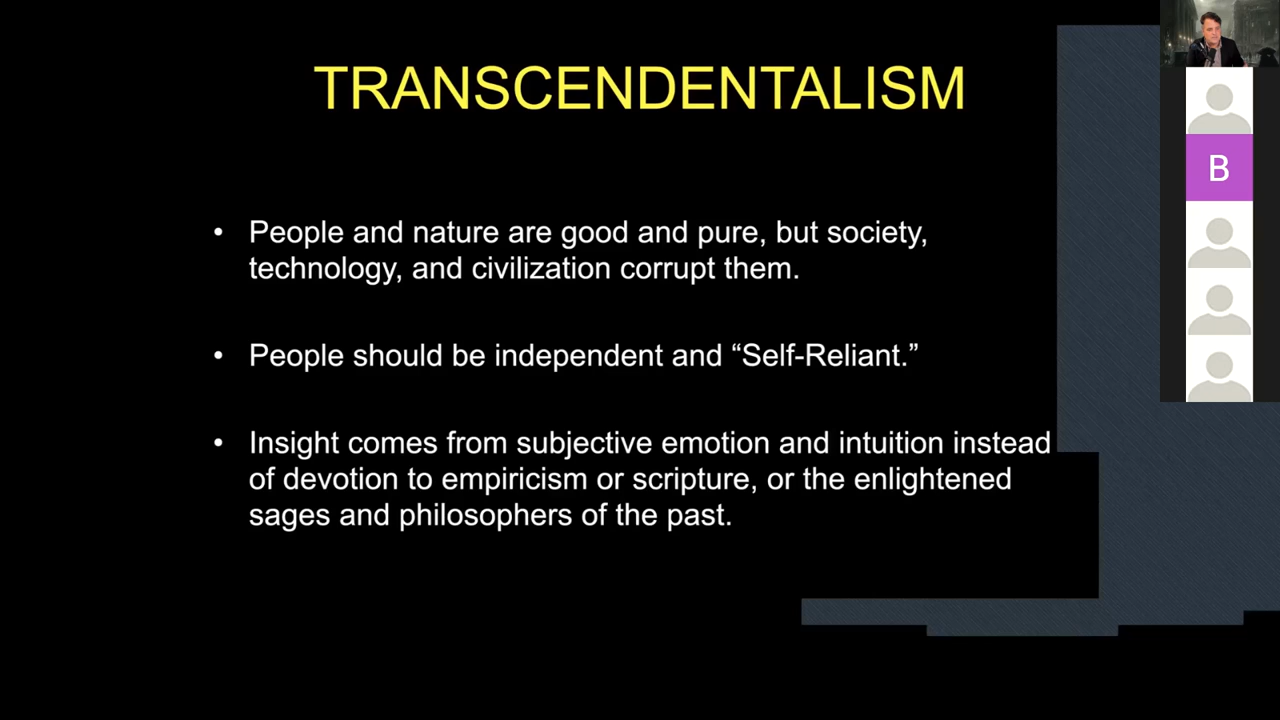 TRANSCENDENTALISM
• People and nature are good and pure, but society,
technology, and civilization corrupt them.
• People should be independent and “Self-Reliant.”
• Insight comes from subjective emotion and intuition instead
of devotion to empiricism or scripture, or the enlightened
sages and philosophers of the past.
B